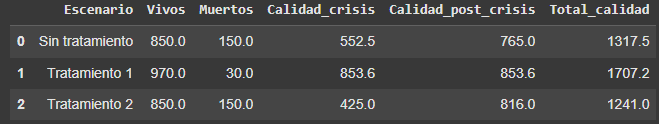 Escenario Vivos Muertos Calidad_crisis Calidad_post_crisis Total_calidad
0 Sin tratamiento 850.0 150.0 552.5 765.0 1317.5
1 Tratamiento 1 970.0 30.0 853.6 853.6 1707.2
2 Tratamiento 2 850.0 150.0 425.0 816.0 1241.0